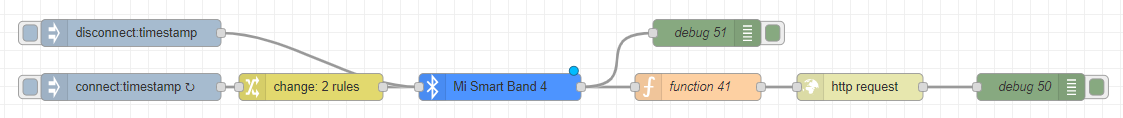 disconnect:timestamp
debug 51
connect:timestamp ↻
change: 2 rules
Mi Smart Band 4
function 41
http request
debug 50